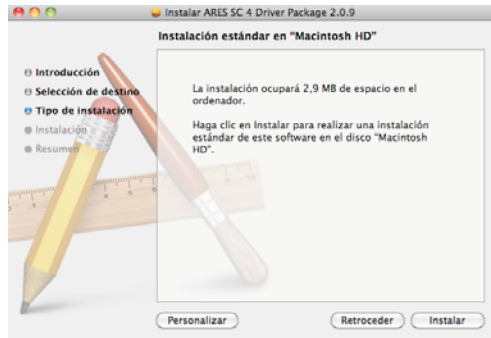 Instalar ARES SC 4 Driver Package 2.0.9
Instalación estándar en "Macintosh HD"
Introducción
Selección de destino
Tipo de instalación
Instalación
Resumen
La instalación ocupará 2,9 MB de espacio en el
ordenador.
Haga clic en Instalar para realizar una instalación
estándar de este software en el disco "Macintosh
HD".
Personalizar
Retroceder
Instalar